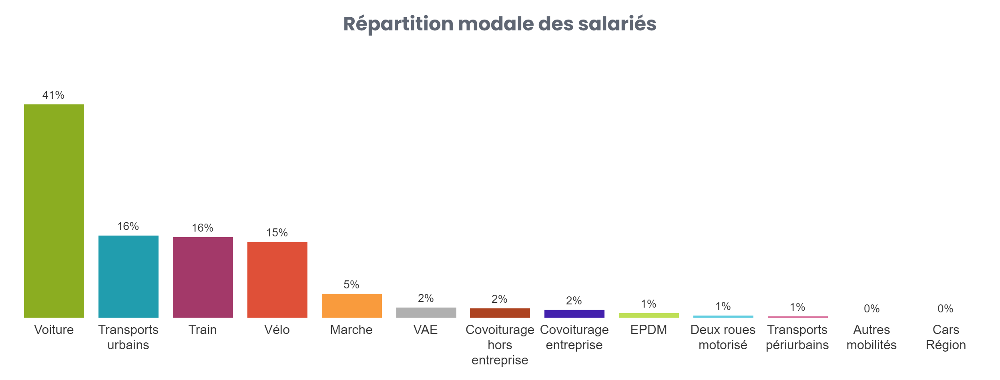 Répartition modale des salariés
41%
16%
16%
15%
5%
2%
2%
2%
1%
1%
1%
0%
0%
Voiture
Transports
urbains
Train
Vélo
Marche
VAE
Covoiturage
hors
entreprise
Covoiturage
entreprise
EPDM
Deux roues
motorisé
Transports
périurbains
Autres
mobilités
Cars
Région